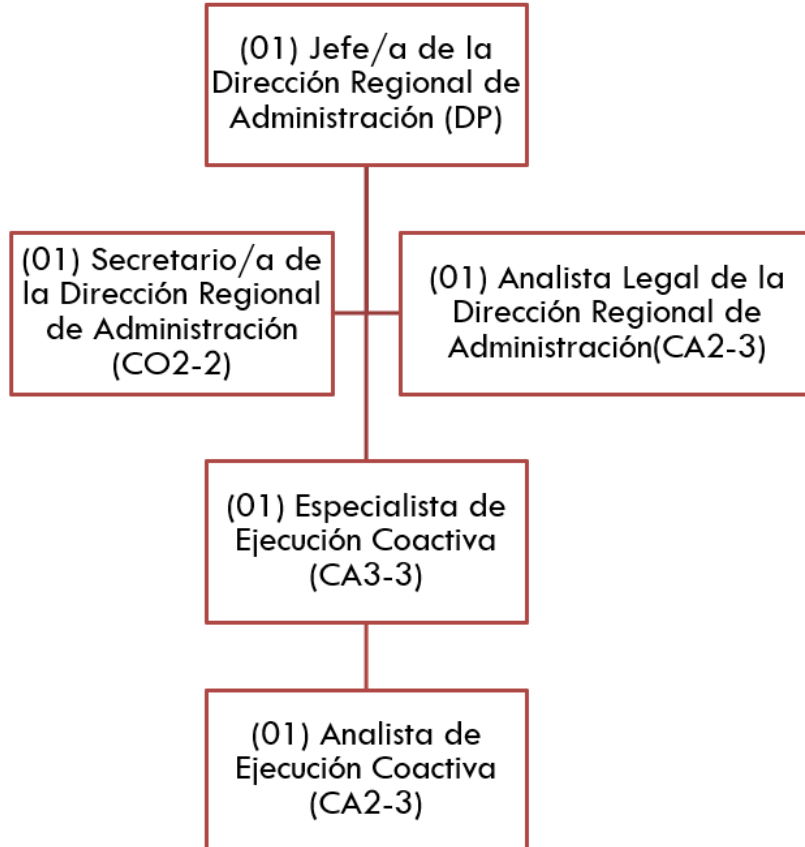 (01) Jefe/a de la
Dirección Regional de
Administración (DP)
(01) Secretario/a de
la Dirección Regional
de Administración
(CO2-2)
(01) Analista Legal de la
Dirección Regional de
Administración(CA2-3)
(01) Especialista de
Ejecución Coactiva
(CA3-3)
(01) Analista de
Ejecución Coactiva
(CA2-3)